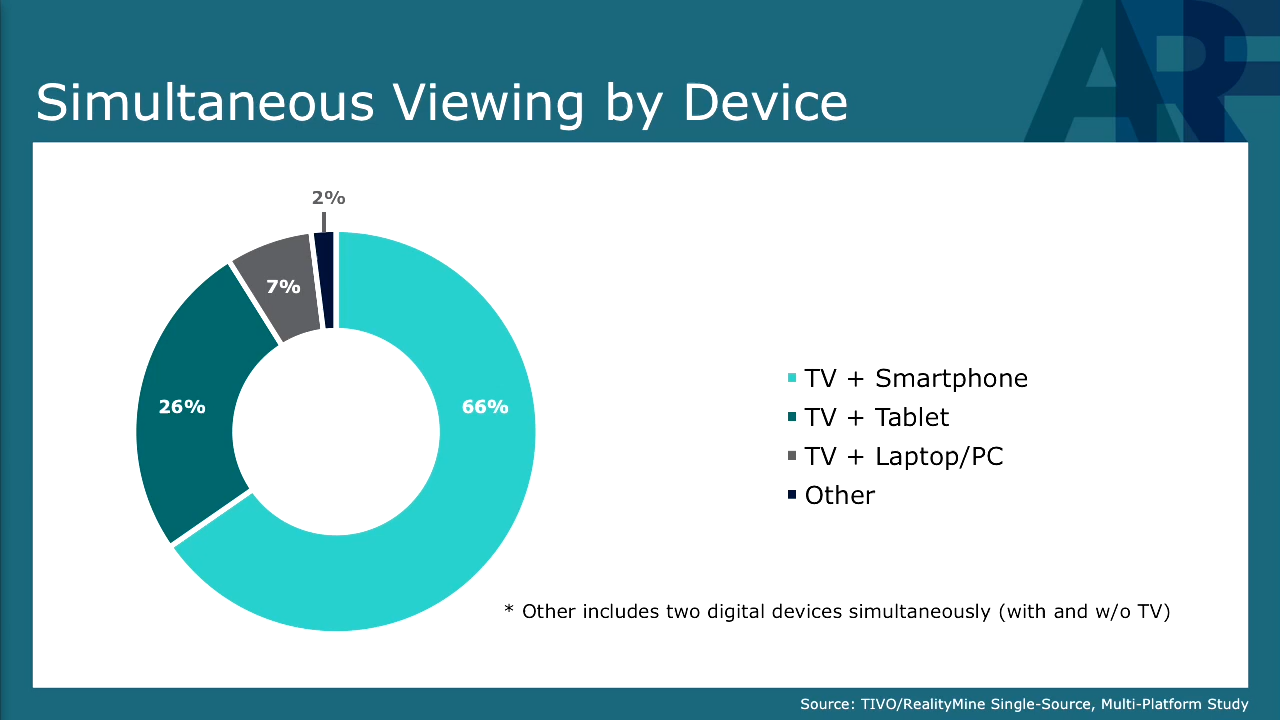 ARF
Simultaneous Viewing by Device
2%
7%
26%
66%
TV + Smartphone
TV + Tablet
TV + Laptop/PC
Other
* Other includes two digital devices simultaneously (with and w/o TV)
Source: TIVO/RealityMine Single-Source, Multi-Platform Study